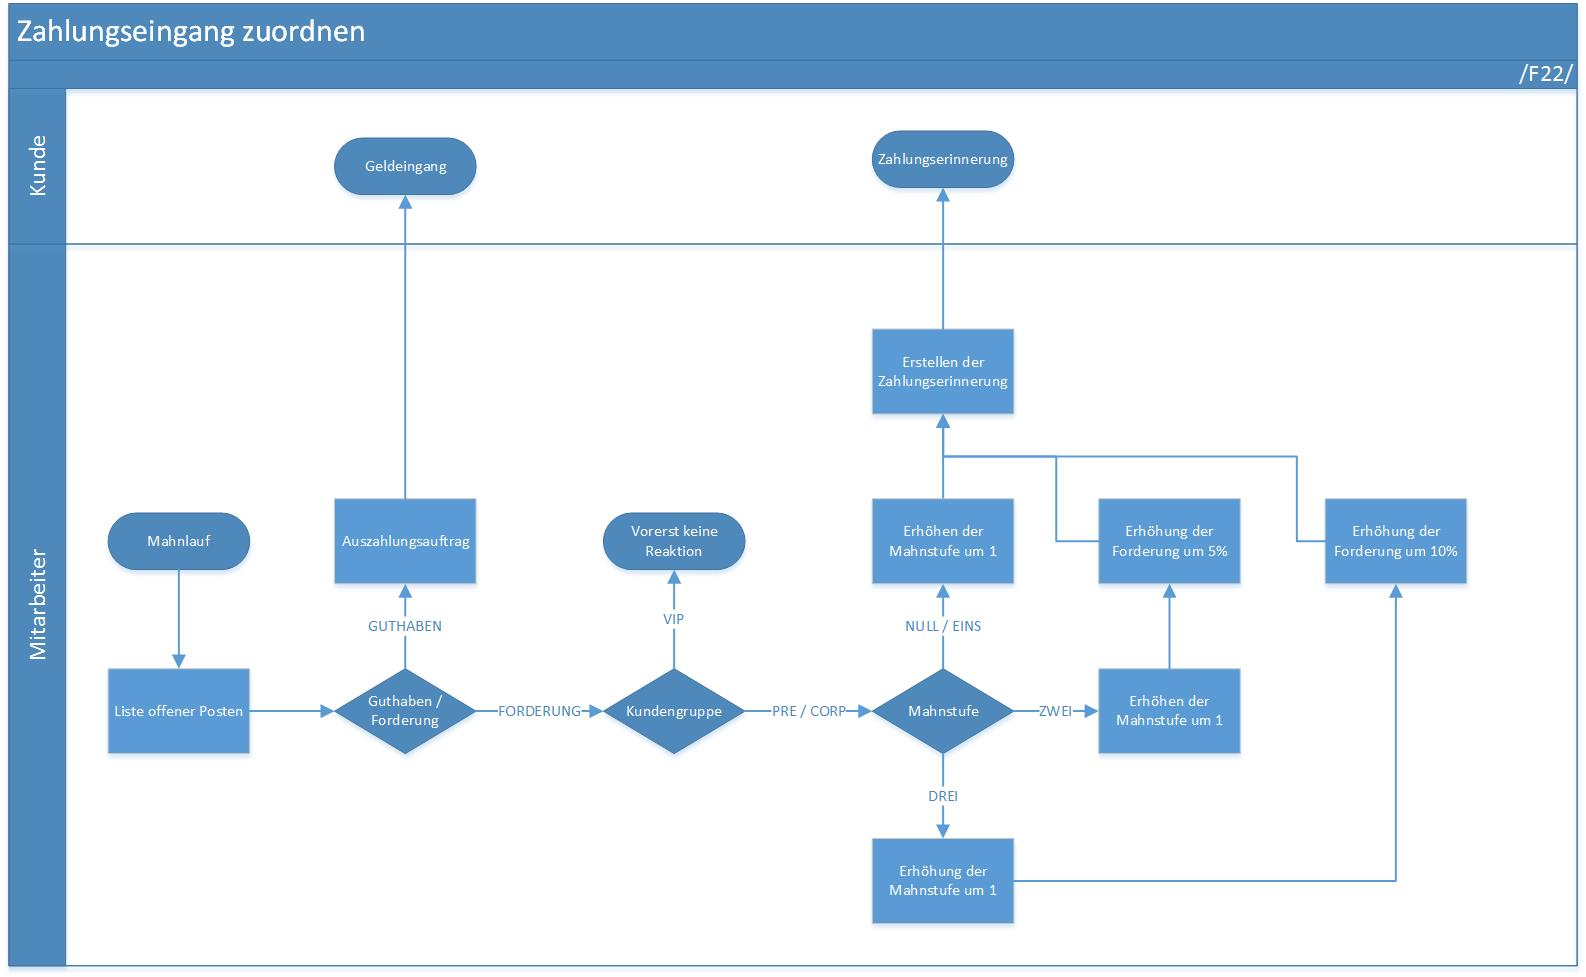 Zahlungseingang zuordnen
/F22/
Kunde
Geldeingang
Zahlungserinnerung
Mitarbeiter
Erstellen der
Zahlungserinnerung
Mahnlauf
Auszahlungsauftrag
Vorerst keine
Reaktion
Erhöhen der
Mahnstufe um 1
Erhöhung der
Forderung um 5%
Erhöhung der
Forderung um 10%
GUTHABEN
VIP
NULL / EINS
Liste offener Posten
Guthaben /
Forderung
FORDERUNG
Kundengruppe
PRE / CORP
Mahnstufe
ZWEI
Erhöhen der
Mahnstufe um 1
DREI
Erhöhung der
Mahnstufe um 1